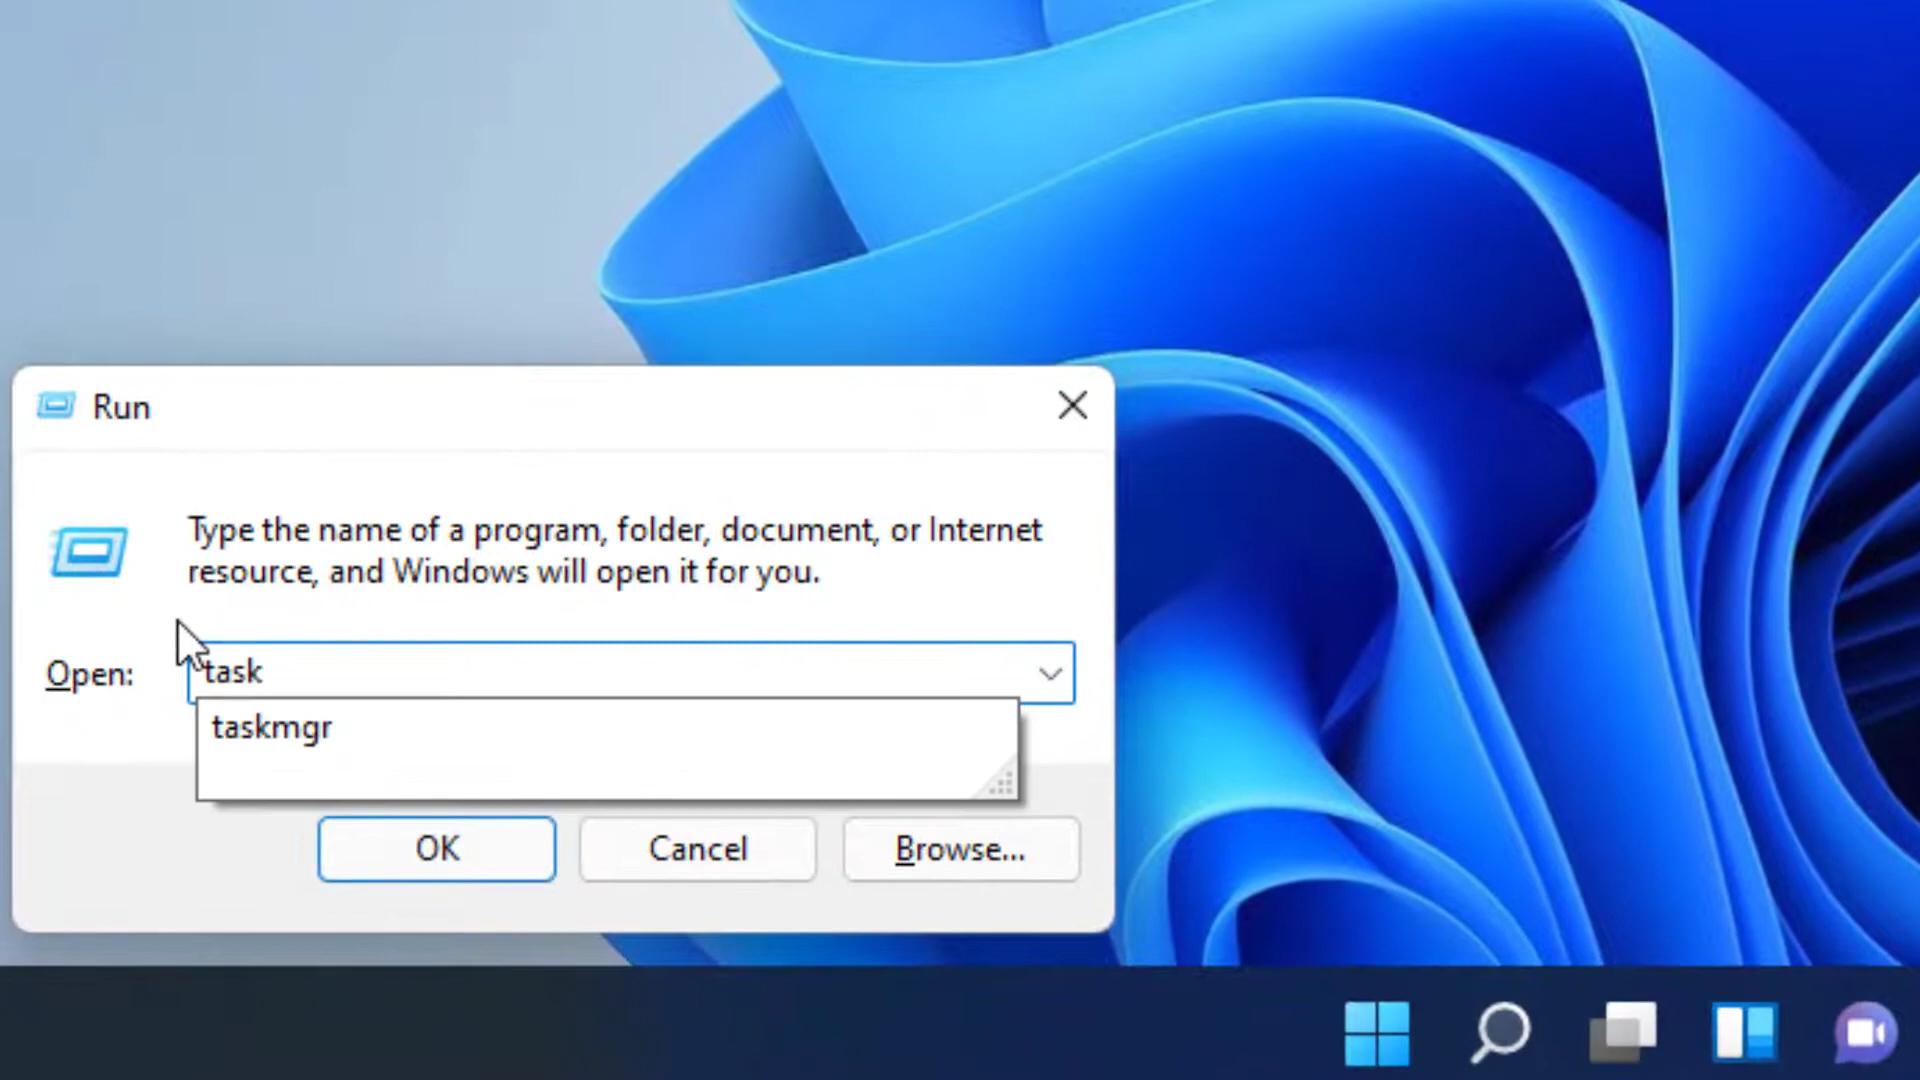 Run
Type the name of a program, folder, document, or Internet
resource, and Windows will open it for you.
Open: task
taskmgr
OK Cancel Browse...